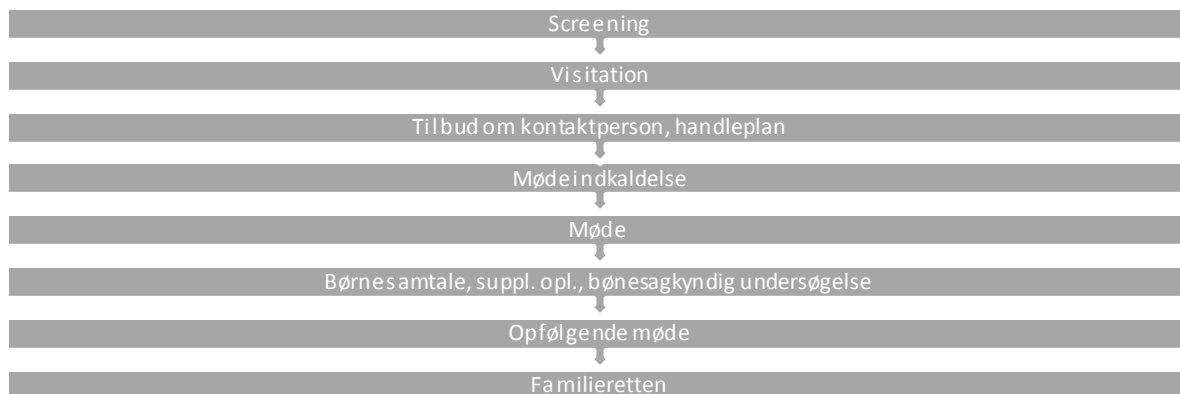 Screening
Visitation
Tilbud om kontaktperson, handleplan
Mødeindkaldelse
Møde
Børnesamtale, suppl. opl., bønesagkyndig undersøgelse
Opfølgende møde
Familieretten